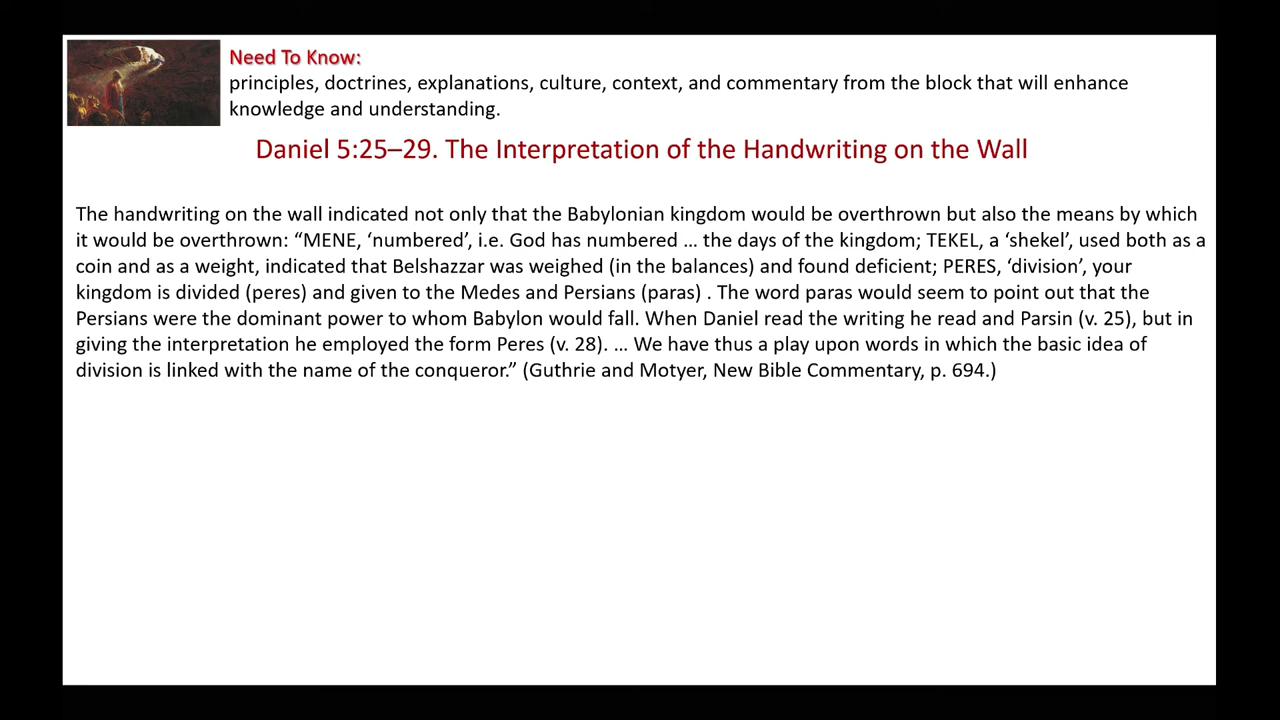 Need To Know:
principles, doctrines, explanations, culture, context, and commentary from the block that will enhance
knowledge and understanding.
Daniel 5:25–29. The Interpretation of the Handwriting on the Wall
The handwriting on the wall indicated not only that the Babylonian kingdom would be overthrown but also the means by which
it would be overthrown: “MENE, ‘numbered’, i.e. God has numbered … the days of the kingdom; TEKEL, a ‘shekel’, used both as a
coin and as a weight, indicated that Belshazzar was weighed (in the balances) and found deficient; PERES, ‘division’, your
kingdom is divided (peres) and given to the Medes and Persians (paras) . The word paras would seem to point out that the
Persians were the dominant power to whom Babylon would fall. When Daniel read the writing he read and Parsin (v. 25), but in
giving the interpretation he employed the form Peres (v. 28). … We have thus a play upon words in which the basic idea of
division is linked with the name of the conqueror.” (Guthrie and Motyer, New Bible Commentary, p. 694.)